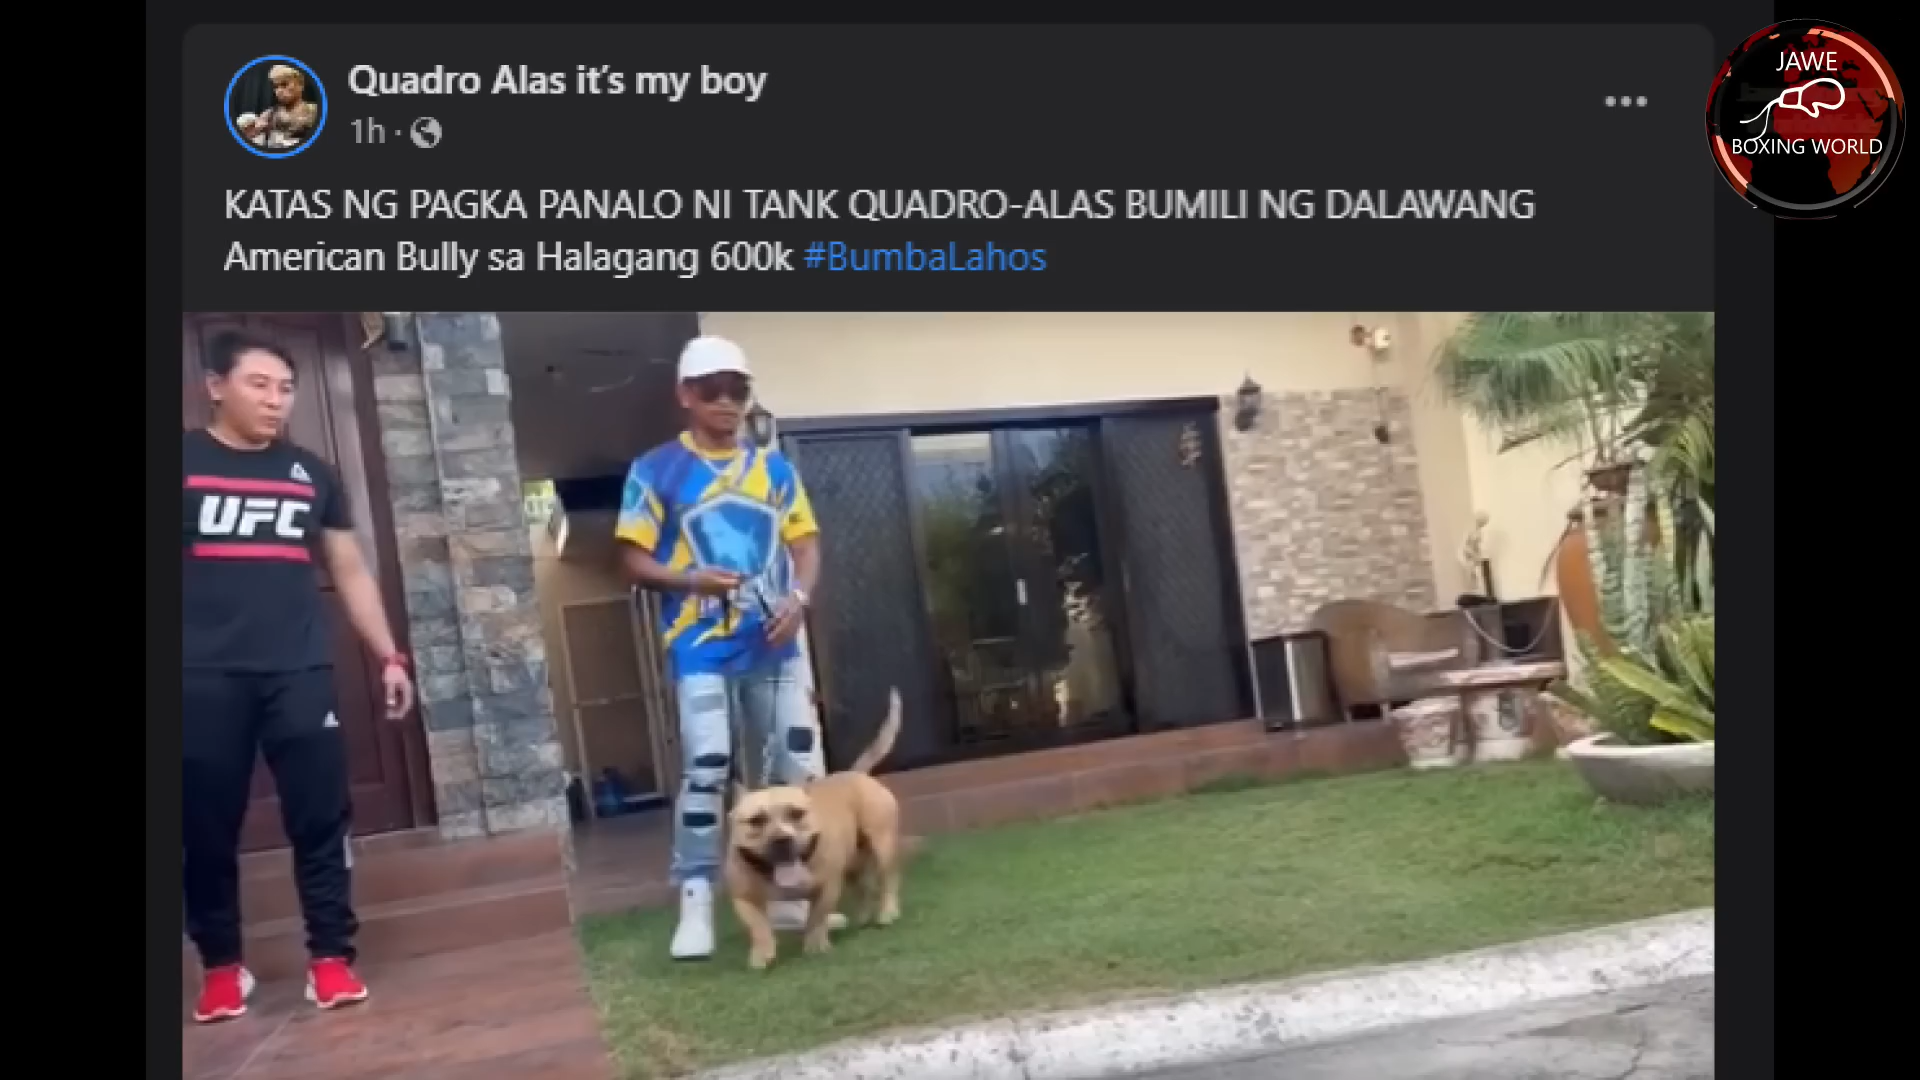 Quadro Alas it's my boy
1h ·
KATAS NG PAGKA PANALO NI TANK QUADRO-ALAS BUMILI NG DALAWANG
American Bully sa Halagang 600k #BumbaLahos
JAWE
BOXING WORLD
UFC